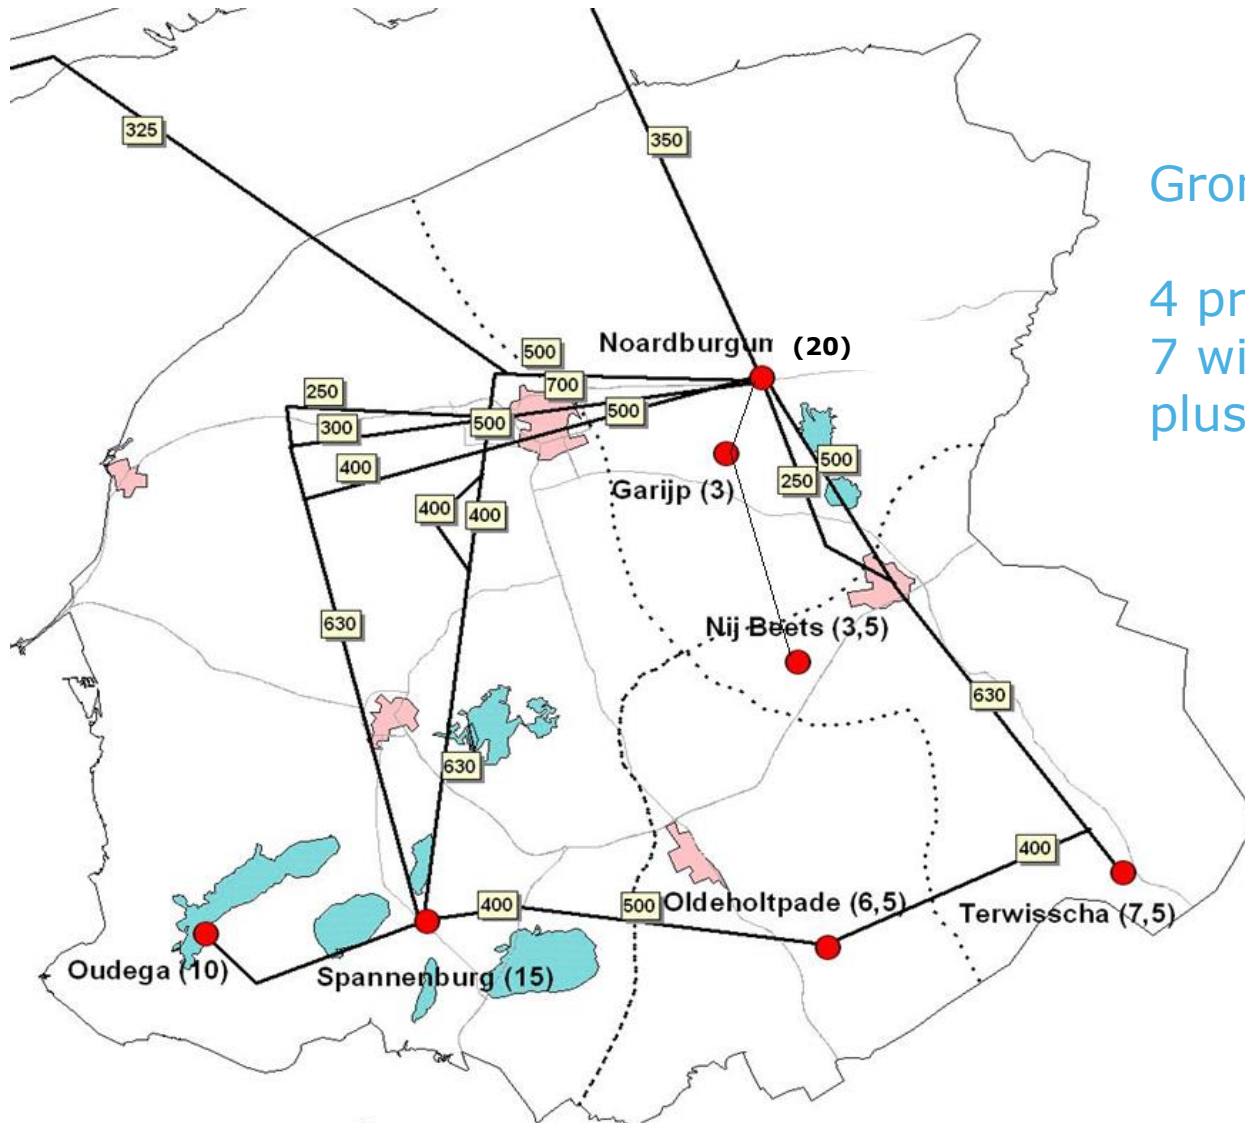 325
350
Gron
4 pr
7 wi
plus
Noardburgum (20)
500
700
250
500
500
300
400
500
250
400
400
Garijp (3)
630
Nij Beets (3,5)
630
630
400
400
500
Oldeholtpade (6,5)
Terwisscha (7,5)
Oudega (10)
Spannenburg (15)